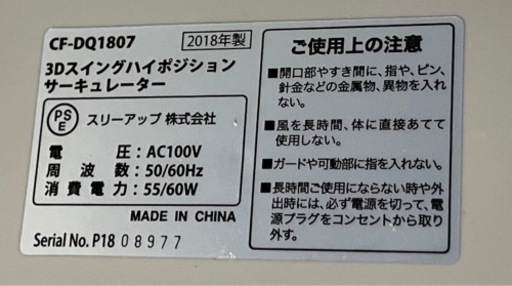 CF-DQ1807
2018年製
3Dスイングハイポジション
サーキュレーター
PSE
スリーアップ 株式会社
電圧:AC100V
周波数:50/60Hz
消費電力:55/60W
MADE IN CHINA
Serial No. P18 08977
ご使用上の注意
■開口部やすき間に、指や、ピン、
針金などの金属物、異物を入れ
ない。
■風を長時間、体に直接あてて
使用しない。
■ガードや可動部に指を入れない。
■長時間ご使用にならない時や外
出時には、必ず電源を切って、電
源プラグをコンセントから取り
外す。